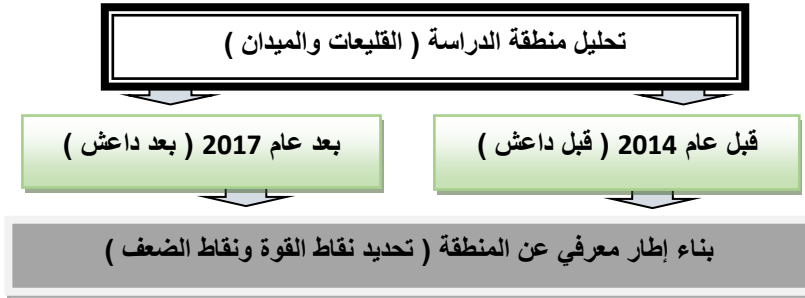 تحليل منطقة الدراسة ( القليعات والميدان )
قبل عام 2014 ( قبل داعش )
بعد عام 2017 ( بعد داعش )
بناء إطار معرفي عن المنطقة ( تحديد نقاط القوة ونقاط الضعف )